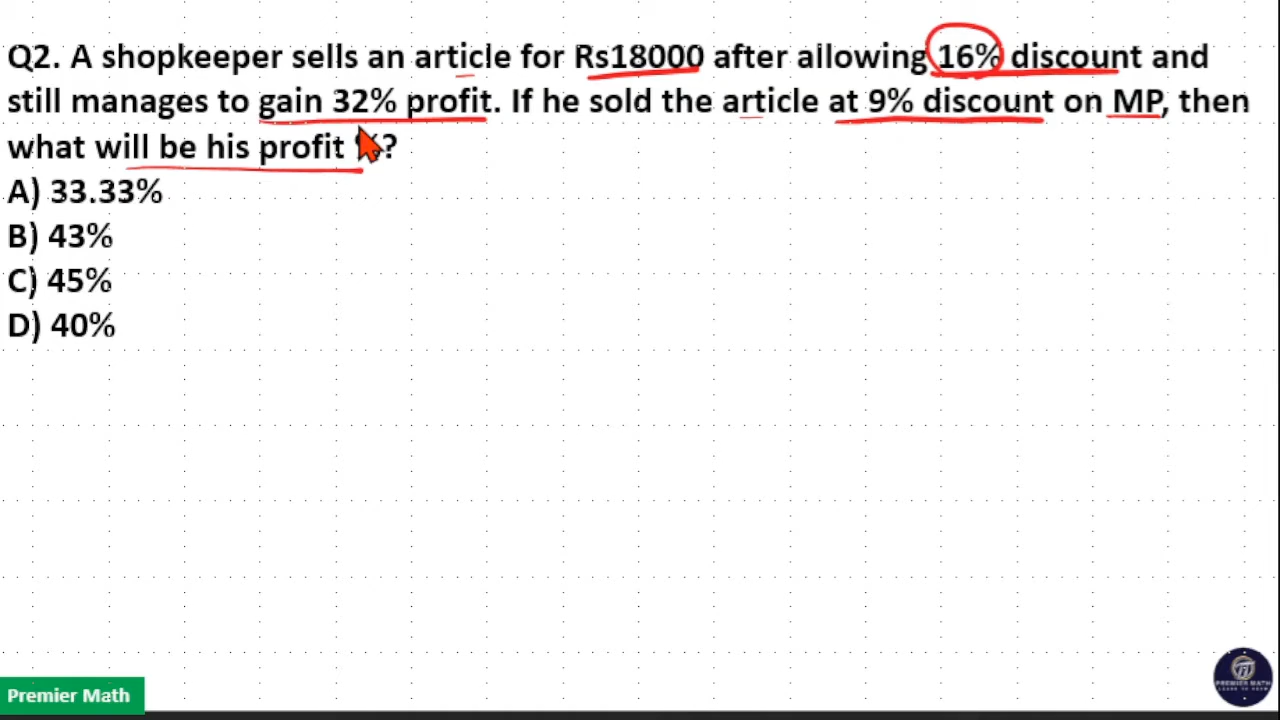 Q2. A shopkeeper sells an article for Rs18000 after allowing 16% discount and
still manages to gain 32% profit. If he sold the article at 9% discount on MP, then
what will be his profit %?
A) 33.33%
B) 43%
C) 45%
D) 40%
Premier Math
PREMIER MATH